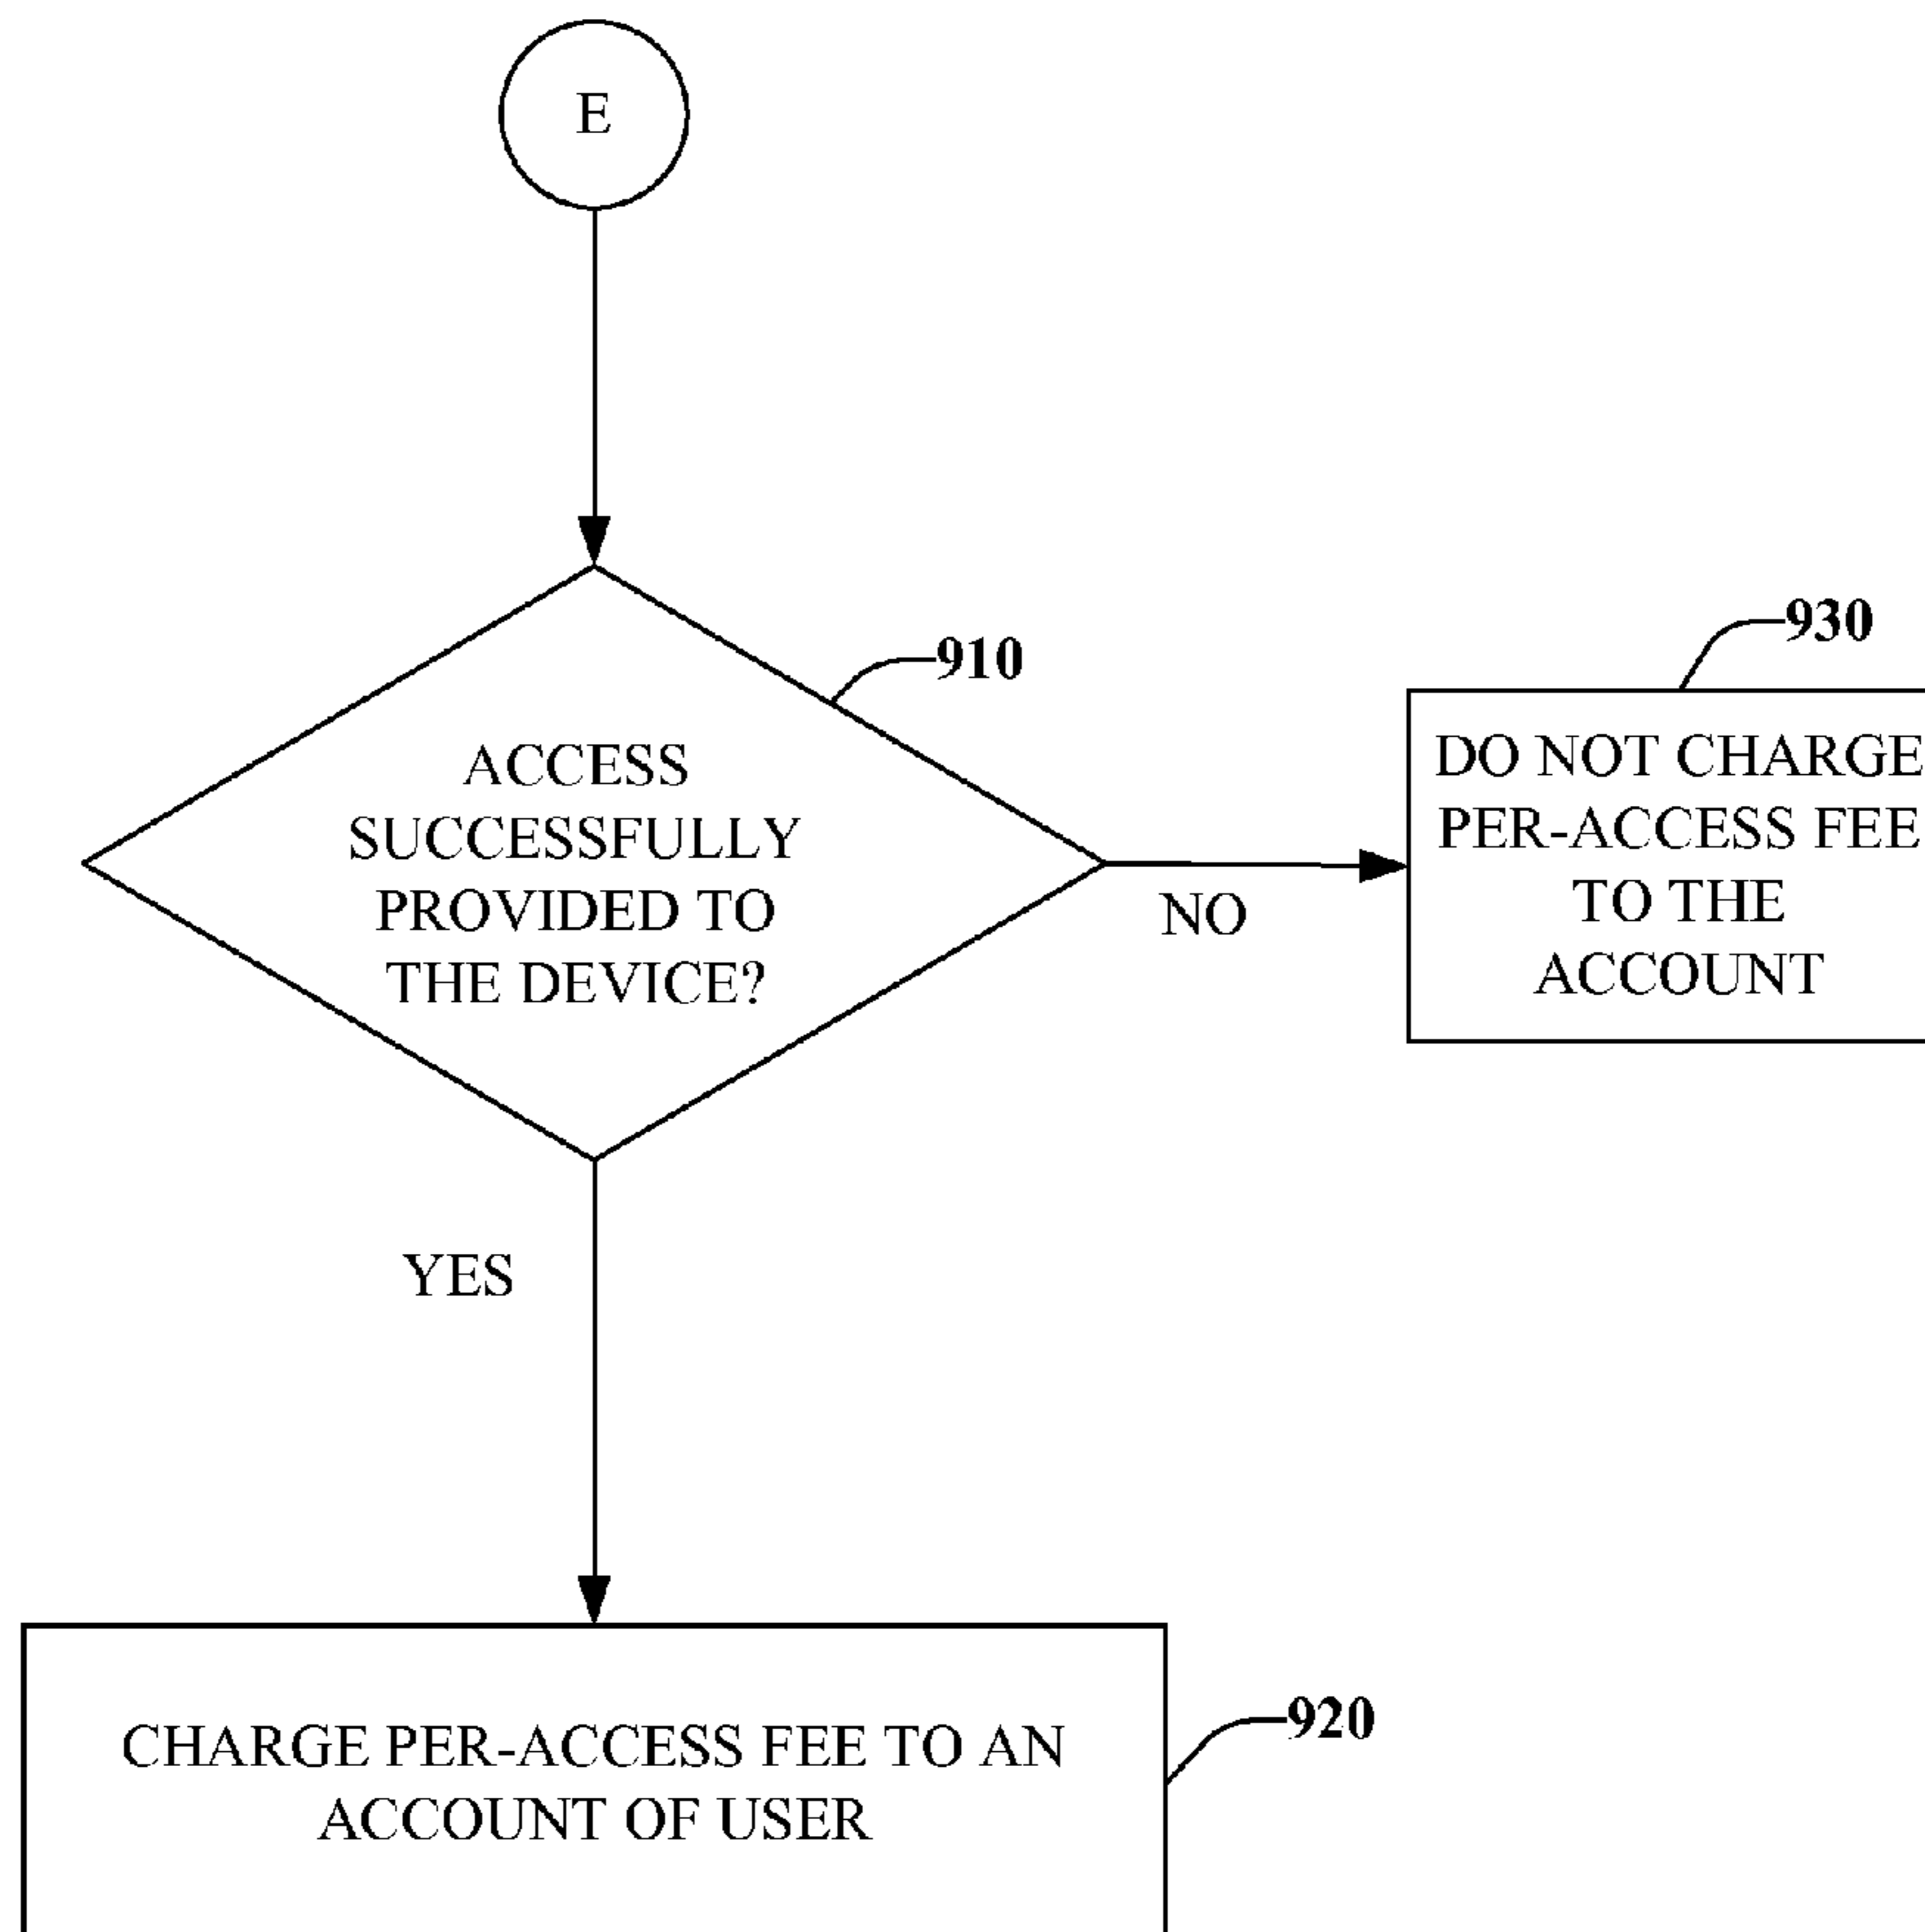 E
910
ACCESS
SUCCESSFULLY
PROVIDED TO
THE DEVICE?
930
DO NOT CHARGE
PER-ACCESS FEE
TO THE
ACCOUNT
NO
YES
920
CHARGE PER-ACCESS FEE TO AN
ACCOUNT OF USER